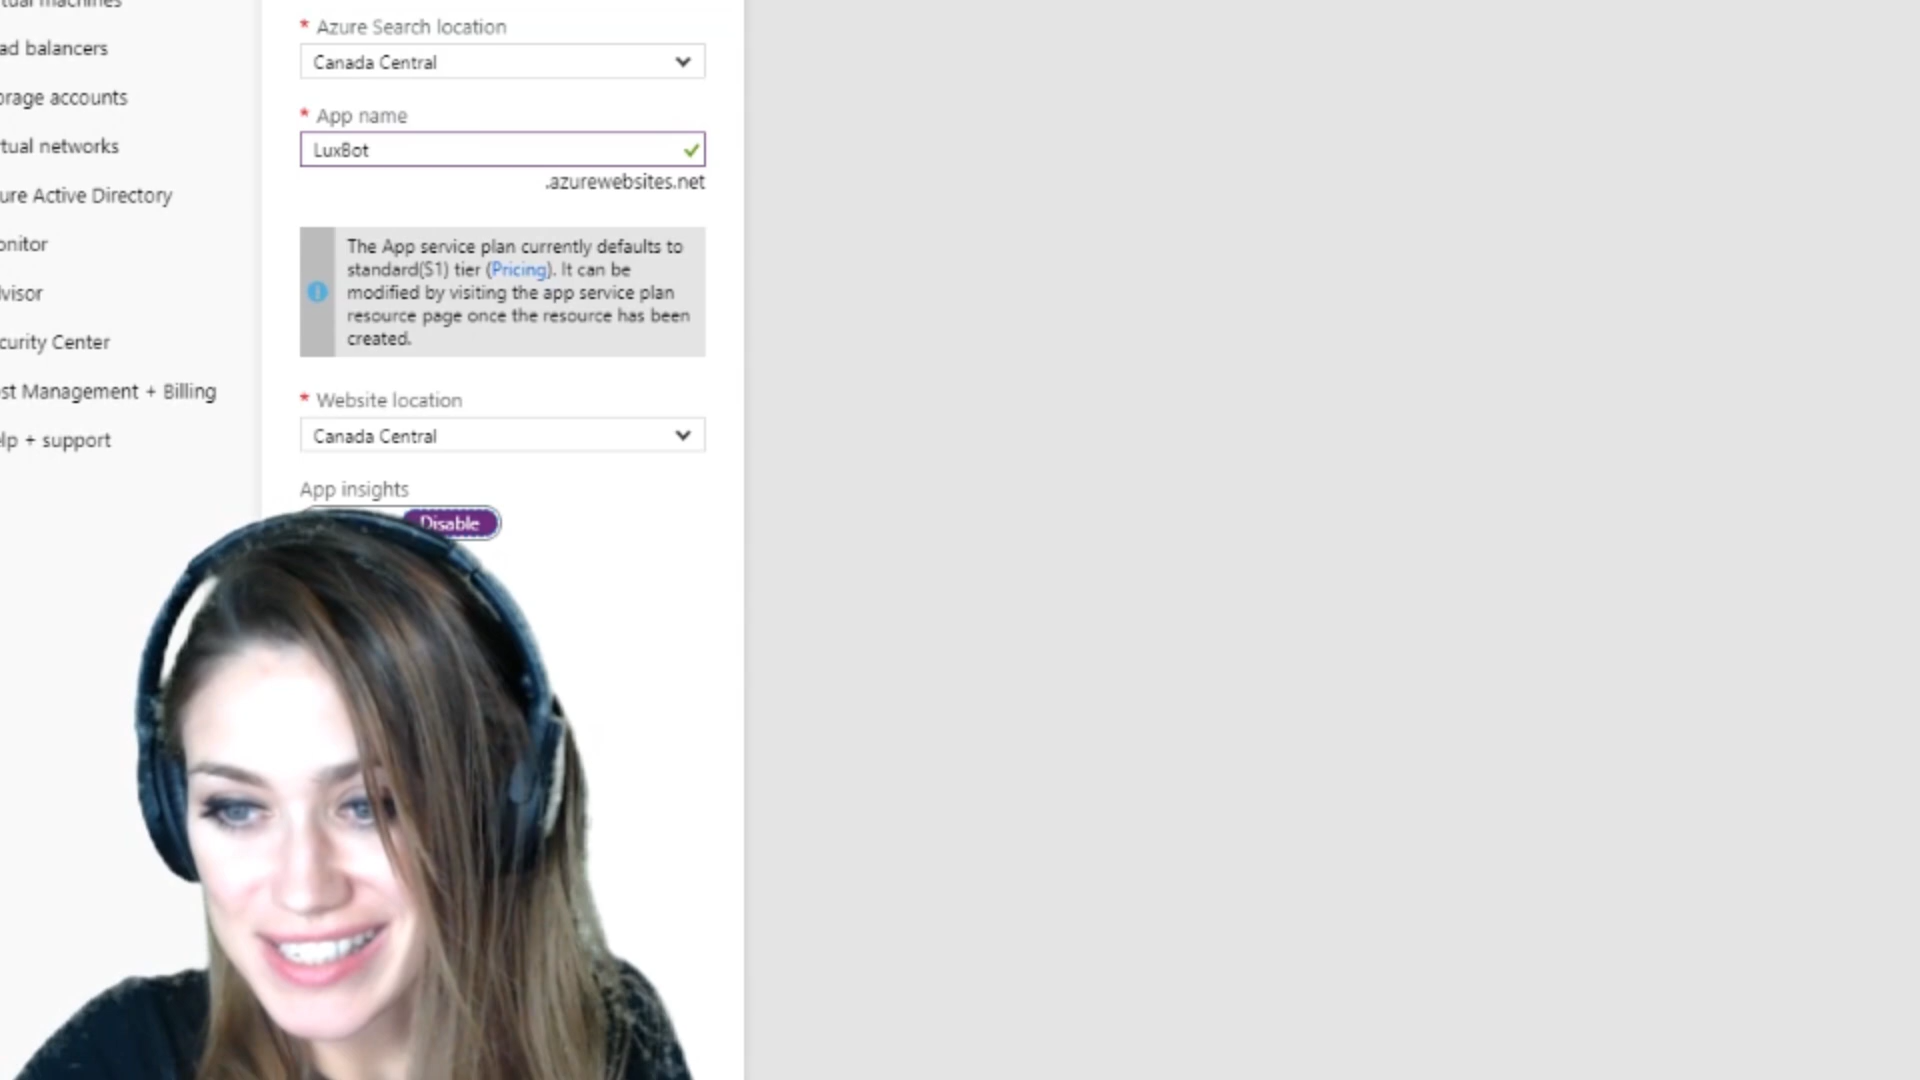 * Azure Search location
Canada Central
ad balancers
* App name
orage accounts
LuxBot
tual networks
.azurewebsites.net
ure Active Directory
onitor
The App service plan currently defaults to
standard(S1) tier (Pricing). It can be
modified by visiting the app service plan
resource page once the resource has been
created.
visor
curity Center
st Management + Billing
* Website location
Canada Central
elp + support
App insights
Disable